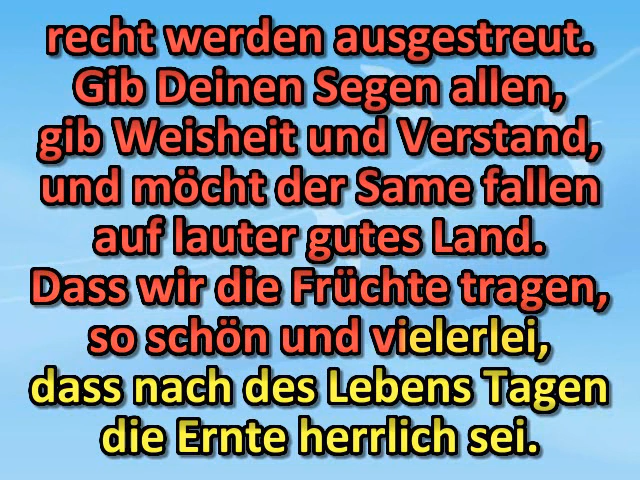 recht werden ausgestreut.
Gib Deinen Segen allen,
gib Weisheit und Verstand,
und möcht der Same fallen
auf lauter gutes Land.
Dass wir die Früchte tragen,
so schön und vielerlei,
dass nach des Lebens Tagen
die Ernte herrlich sei.